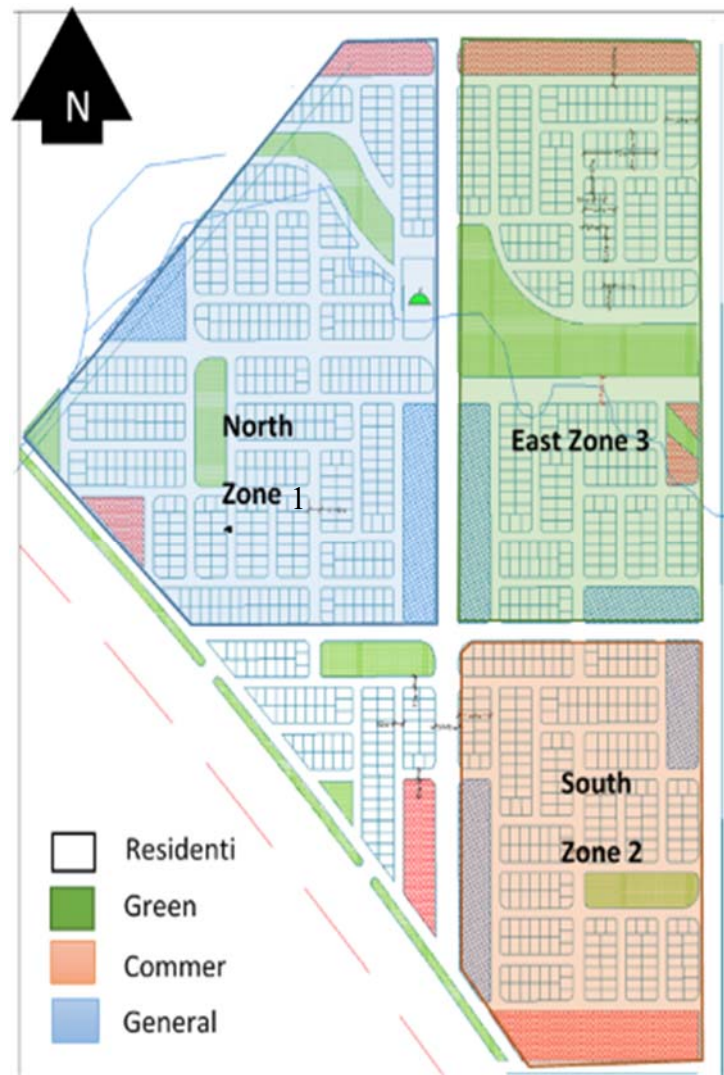 N
North
Zone 1
East Zone 3
South
Zone 2
Residenti
Green
Commer
General